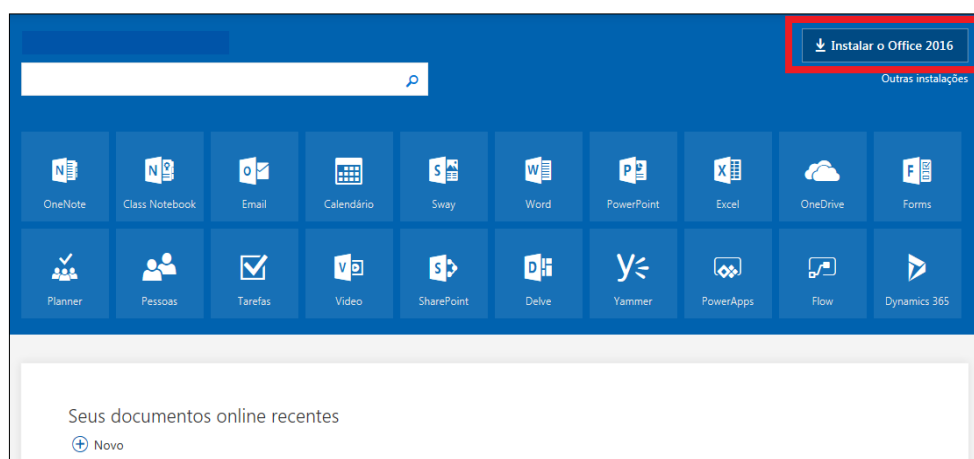 Instalar o Office 2016
Outras instalações
OneNote
Class Notebook
Email
Calendário
Sway
Word
PowerPoint
Excel
OneDrive
Forms
Planner
Pessoas
Tarefas
Video
SharePoint
Delve
Yammer
PowerApps
Flow
Dynamics 365
Seus documentos online recentes
Novo